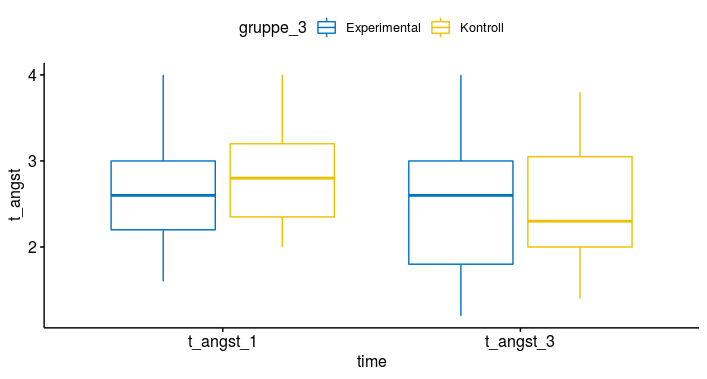 gruppe_3 Experimental Kontroll
4
3
2
t_angst
t_angst_1 t_angst_3
time